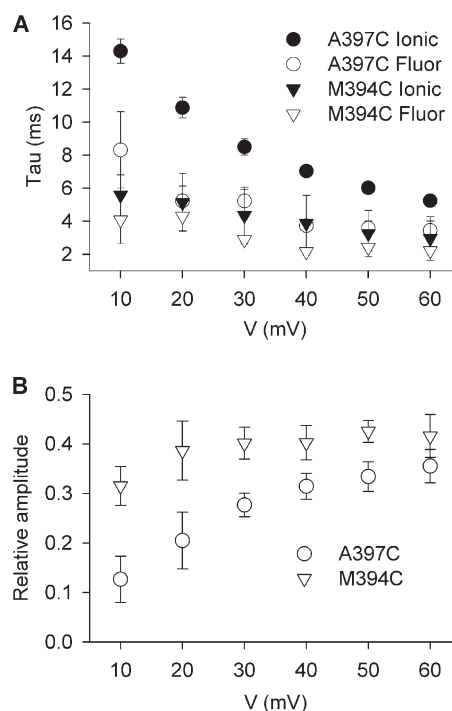 A
16
14
12
10
8
6
4
2
Tau (ms)
A397C Ionic
A397C Fluor
M394C Ionic
M394C Fluor
10 20 30 40 50 60
V (mV)
B
0.5
0.4
0.3
0.2
0.1
0.0
Relative amplitude
A397C
M394C
10 20 30 40 50 60
V (mV)